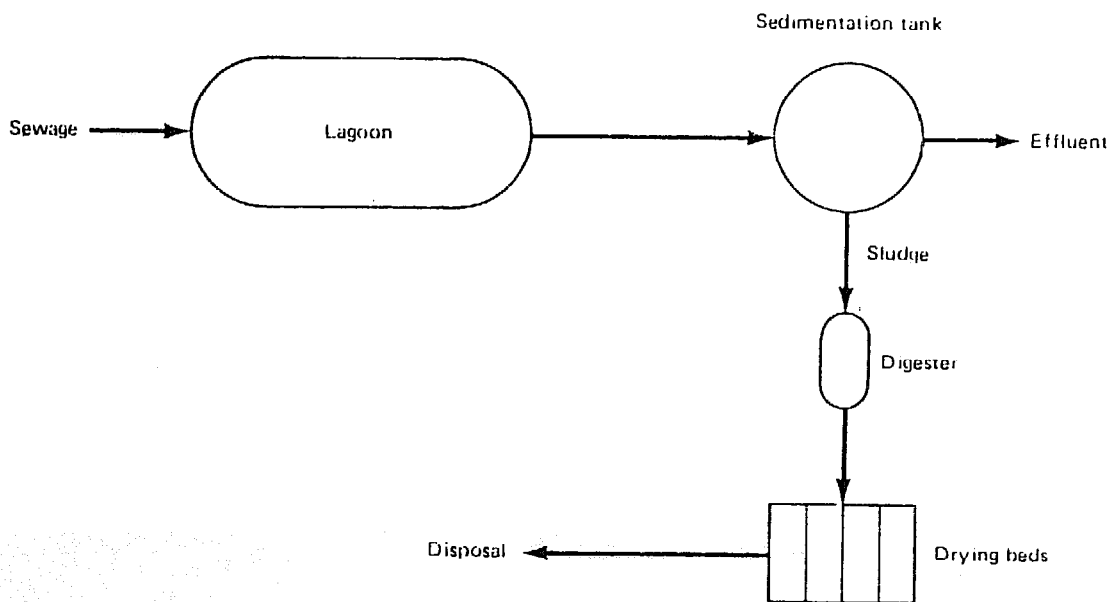 Sedimentation tank
Sewage
Lagoon
Effluent
Sludge
Digester
Disposal
Drying beds